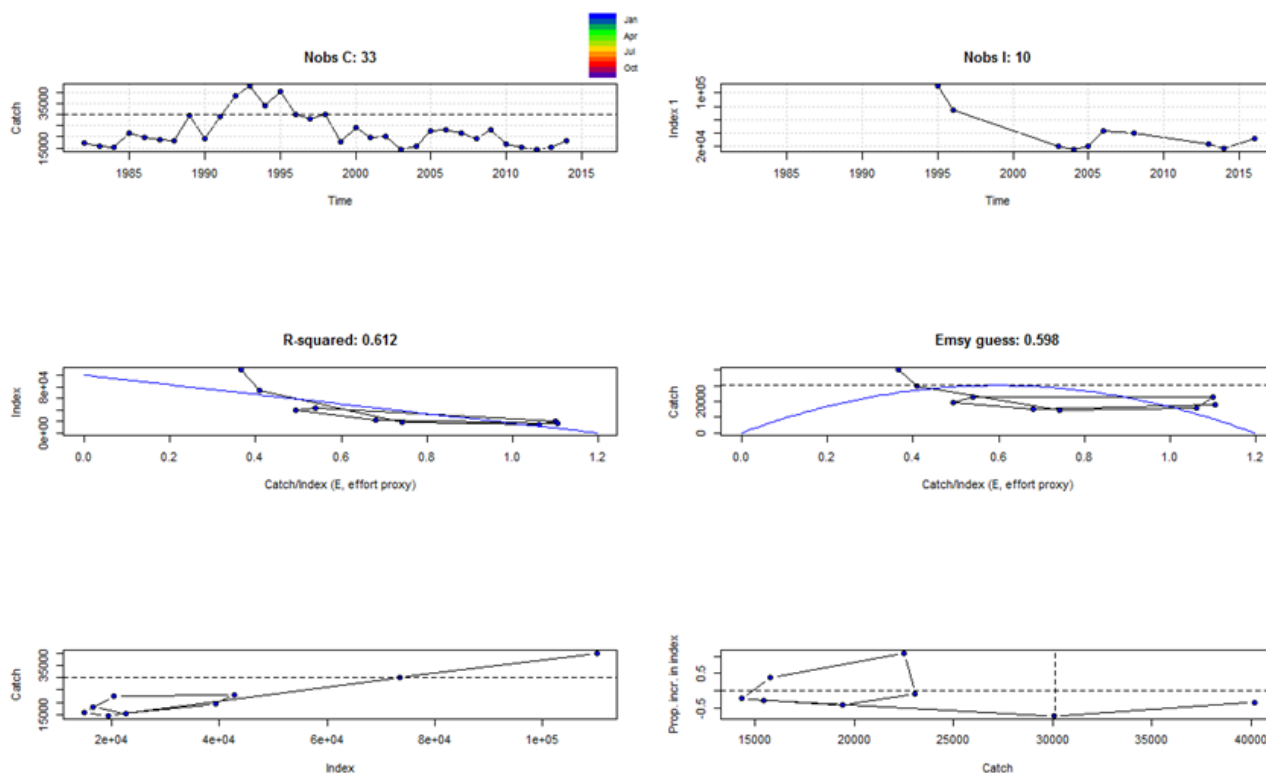 Jan
Apr
Jul
Oct
Nobs C: 33
Catch
15000 35000
1985 1990 1995 2000 2005 2010 2015
Time
Nobs I: 10
Index 1
2e+04 1e+05
1985 1990 1995 2000 2005 2010 2015
Time
R-squared: 0.612
Index
0e+00 8e+04
0.0 0.2 0.4 0.6 0.8 1.0 1.2
Catch/Index (E, effort proxy)
Emsy guess: 0.598
Catch
0 20000
0.0 0.2 0.4 0.6 0.8 1.0 1.2
Catch/Index (E, effort proxy)
Catch
15000 35000
2e+04 4e+04 6e+04 8e+04 1e+05
Index
Prop. incr. in index
-0.5 0.5
15000 20000 25000 30000 35000 40000
Catch